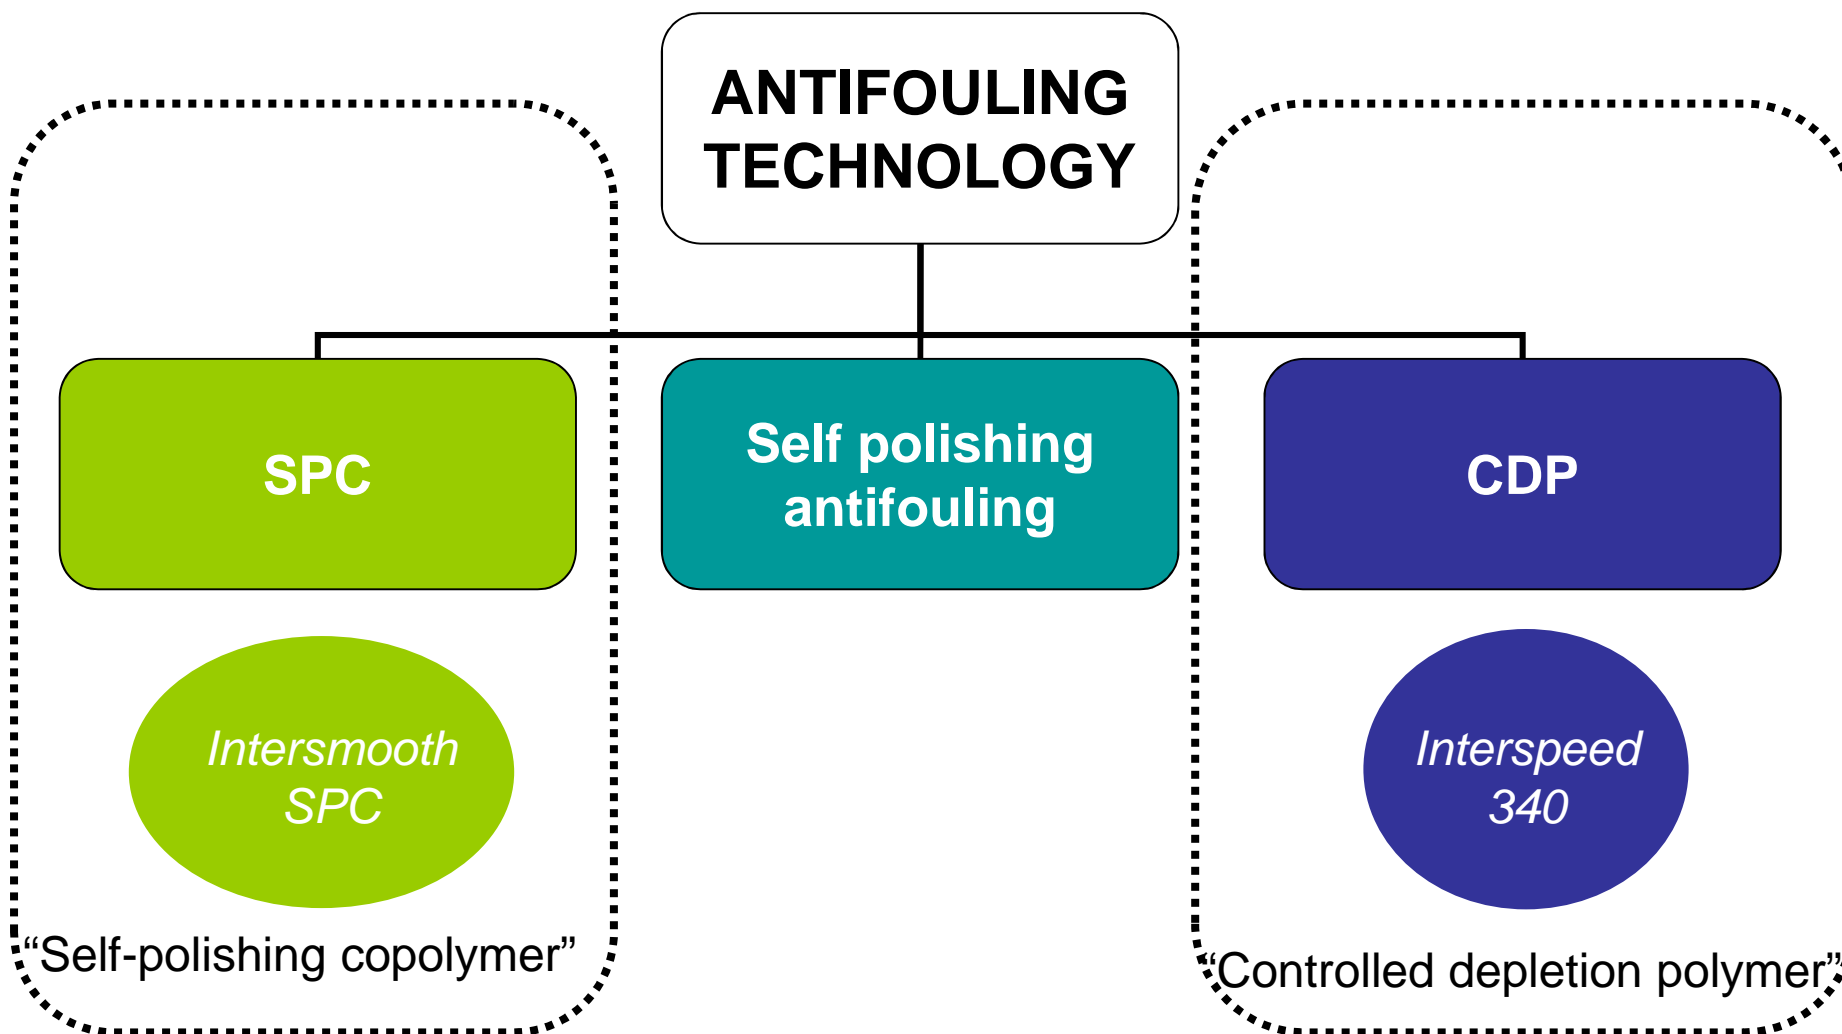 ANTIFOULING
TECHNOLOGY
SPC
Self polishing
antifouling
CDP
Intersmooth
SPC
Interspeed
340
“Self-polishing copolymer”
“Controlled depletion polymer”